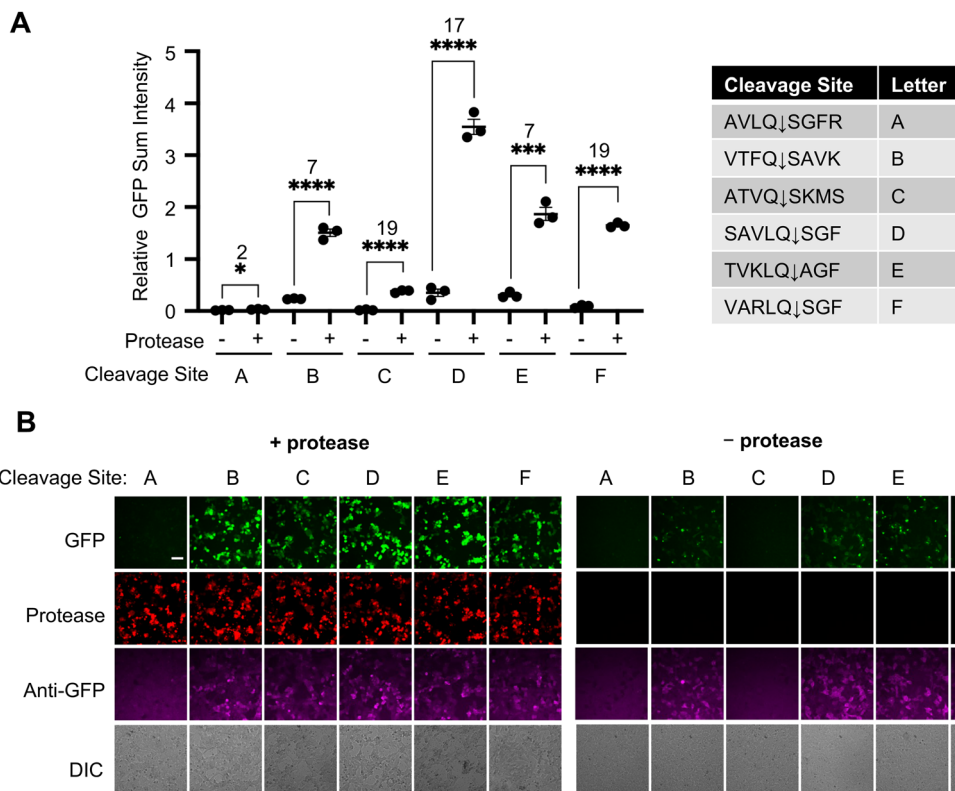 A
Relative GFP Sum Intensity
5
4
3
2
1
0
2
*
7
****
19
****
17
****
7
***
19
****
Protease - + - + - + - + - + - +
Cleavage Site A B C D E F
Cleavage Site Letter
AVLQ↓SGFR A
VTFQ↓SAVK B
ATVQ↓SKMS C
SAVLQ↓SGF D
TVKLQ↓AGF E
VARLQ↓SGF F
B
+ protease
– protease
Cleavage Site: A B C D E F A B C D E
GFP
Protease
Anti-GFP
DIC